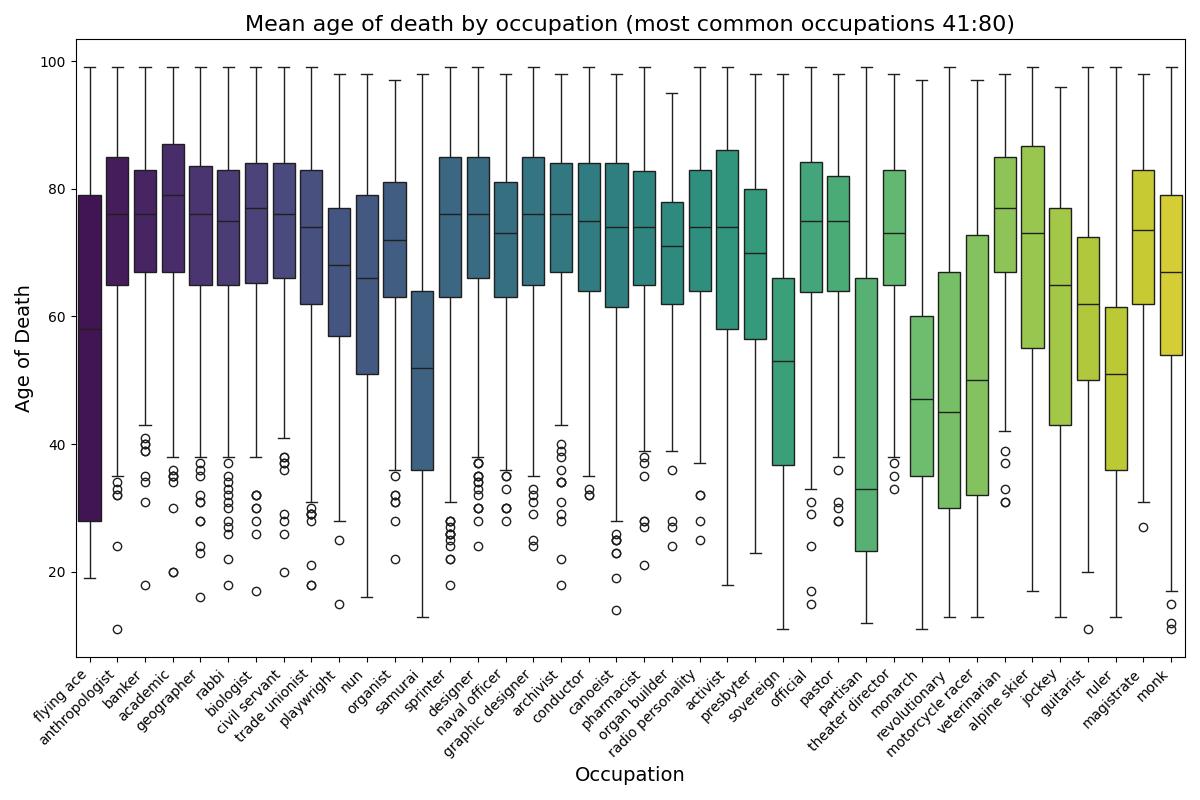 Mean age of death by occupation (most common occupations 41:80)
100
80
60
40
20
Age of Death
flying ace
anthropologist
banker
academic
geographer
rabbi
biologist
civil servant
trade unionist
playwright
nun
organist
samurai
sprinter
designer
naval officer
graphic designer
archivist
conductor
canoeist
pharmacist
organ builder
radio personality
activist
presbyter
sovereign
official
pastor
partisan
theater director
monarch
revolutionary
motorcycle racer
veterinarian
alpine skier
jockey
guitarist
ruler
magistrate
monk
Occupation